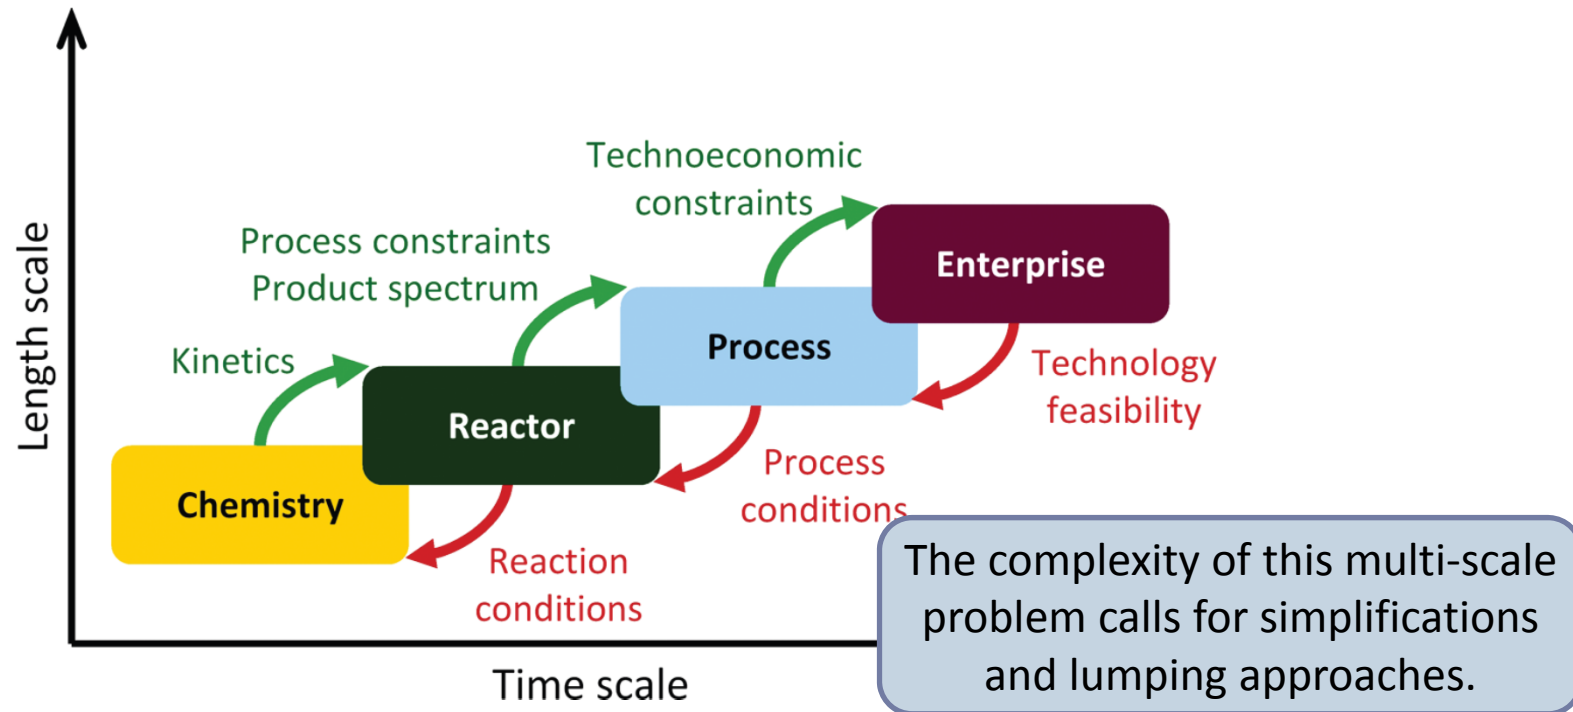 Length scale
Technoeconomic
constraints
Process constraints
Product spectrum
Kinetics
Enterprise
Process
Reactor
Chemistry
Technology
feasibility
Process
conditions
Reaction
conditions
The complexity of this multi-scale
problem calls for simplifications
and lumping approaches.
Time scale